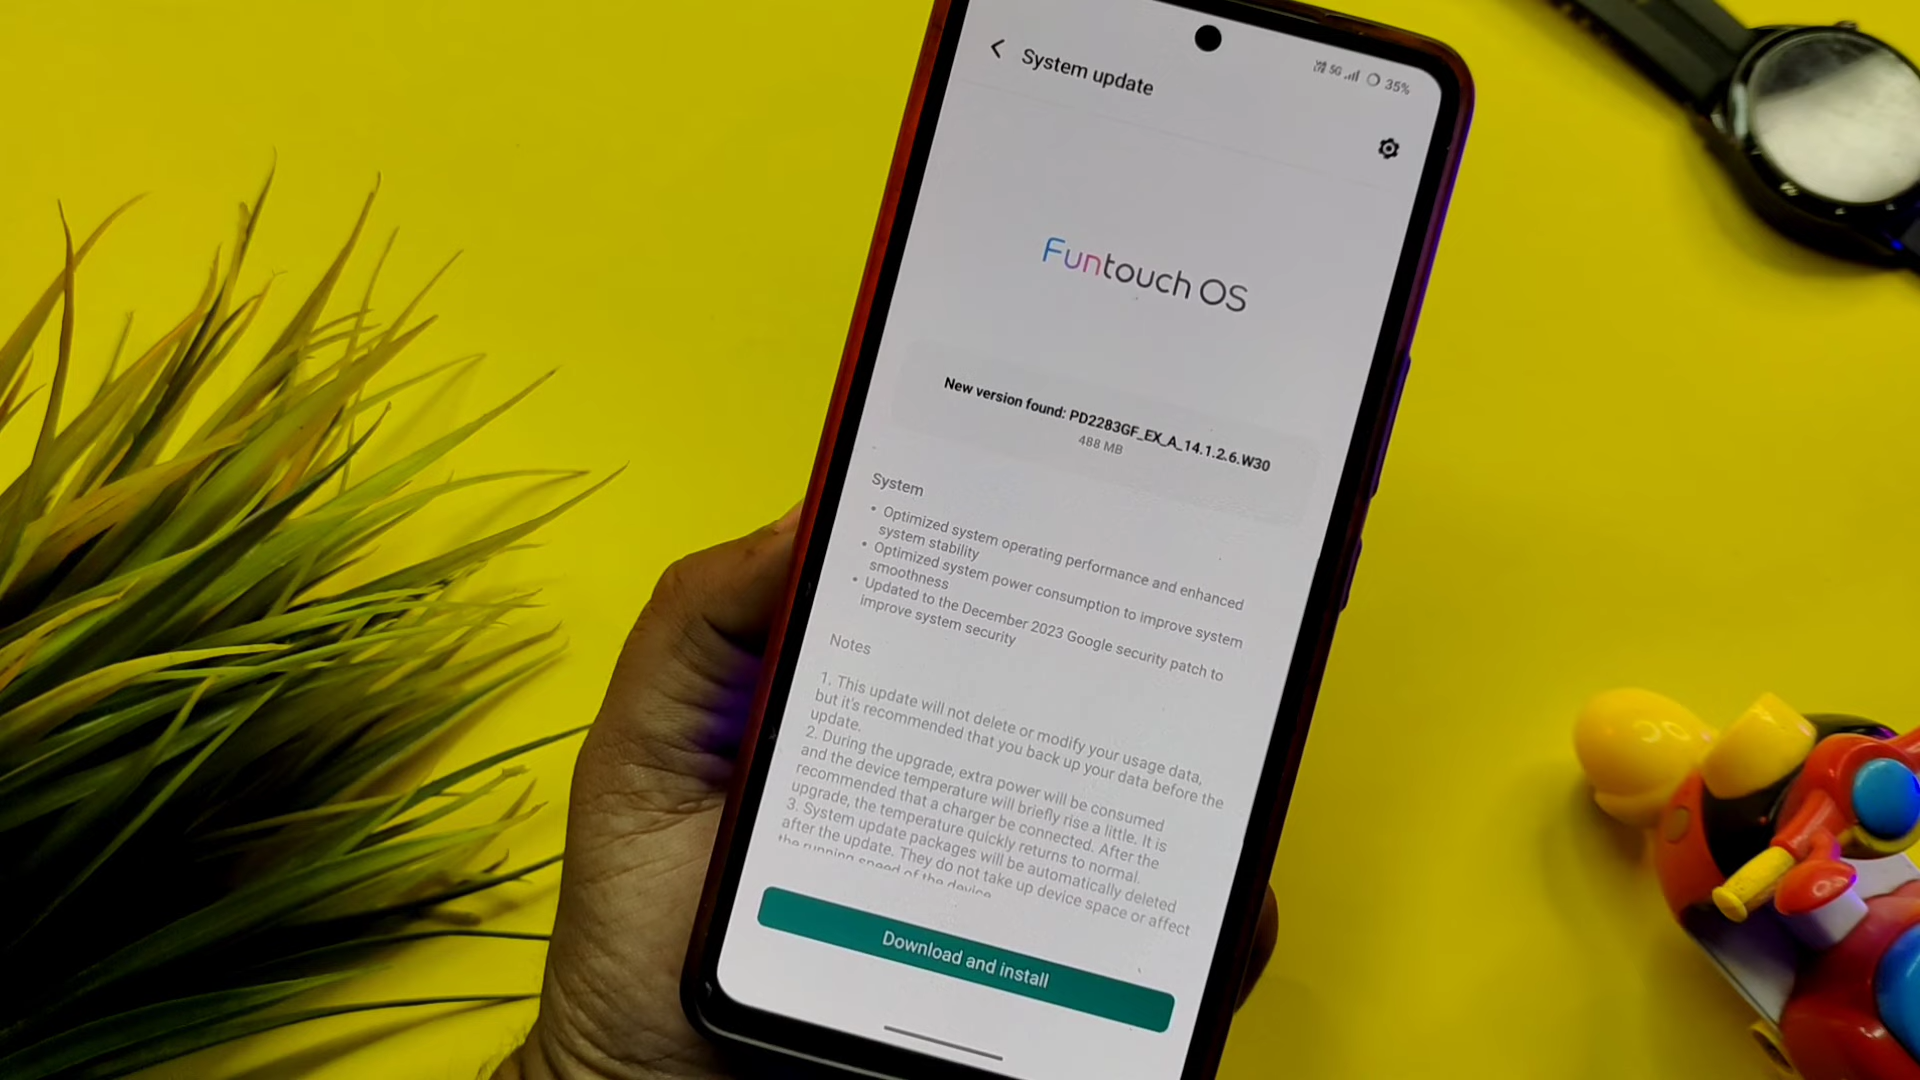 System update
5G 35%
Funtouch OS
New version found: PD2283GF_EX_A_14.1.2.6.W30
488 MB
System
• Optimized system operating performance and enhanced
system stability
• Optimized system power consumption to improve system
smoothness
• Updated to the December 2023 Google security patch to
improve system security
Notes
1. This update will not delete or modify your usage data,
but it's recommended that you back up your data before the
update.
2. During the upgrade, extra power will be consumed
and the device temperature will briefly rise a little. It is
recommended that a charger be connected. After the
upgrade, the temperature quickly returns to normal.
3. System update packages will be automatically deleted
after the update. They do not take up device space or affect
the running speed of the device.
Download and install